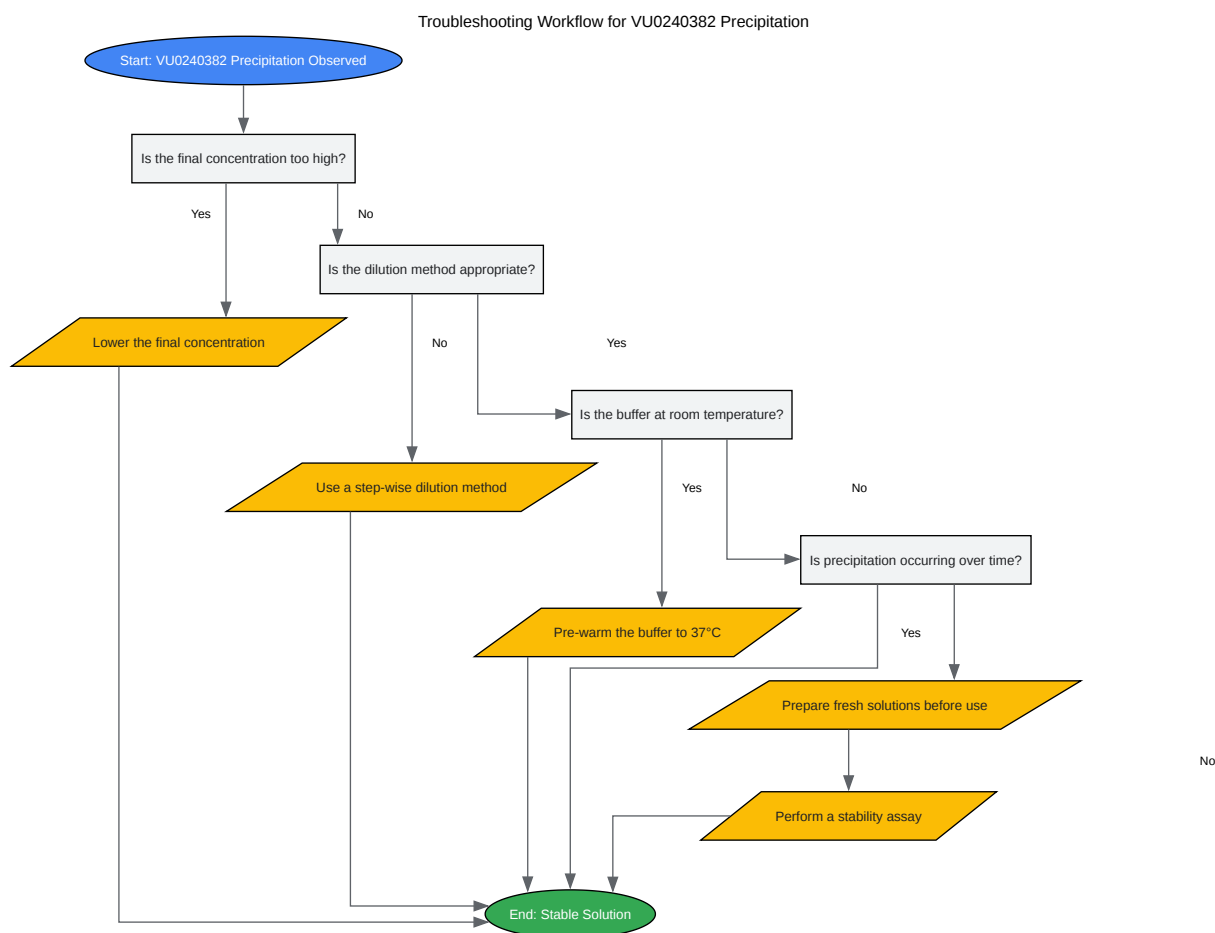 Troubleshooting Workflow for VU0240382 Precipitation
Start: VU0240382 Precipitation Observed
Is the final concentration too high?
Yes
No
Is the dilution method appropriate?
Lower the final concentration
No
Yes
Is the buffer at room temperature?
Use a step-wise dilution method
Yes
No
Is precipitation occurring over time?
Pre-warm the buffer to 37°C
Yes
Prepare fresh solutions before use
No
Perform a stability assay
End: Stable Solution